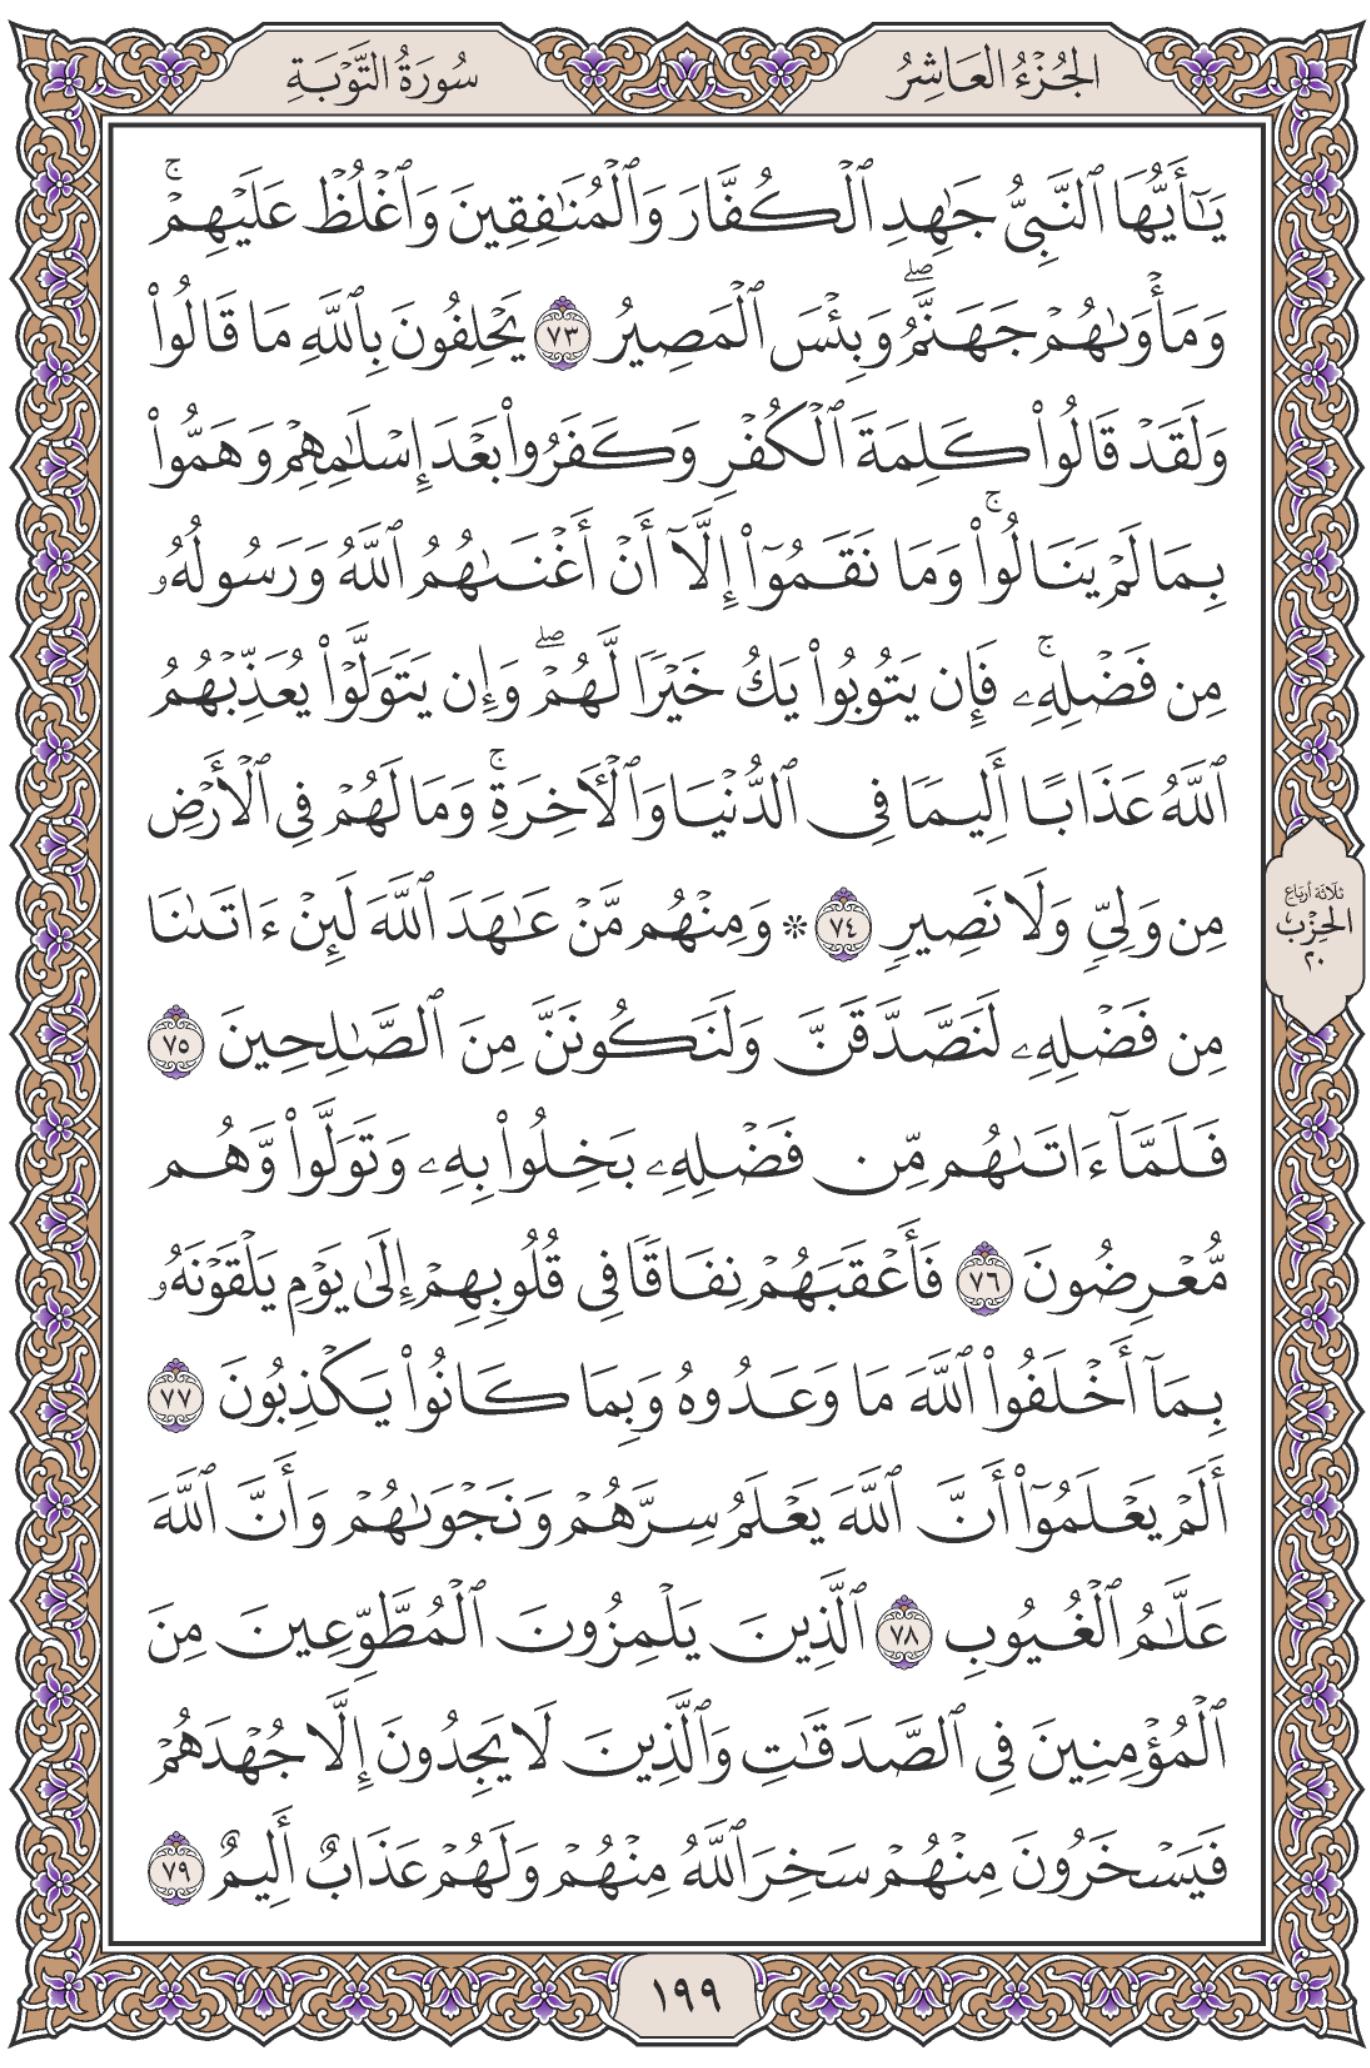 الجُزْءُ العَاشِرُ
سُورَةُ التَّوْبَةِ
يَـٰٓأَيُّهَا ٱلنَّبِىُّ جَـٰهِدِ ٱلْكُفَّارَ وَٱلْمُنَـٰفِقِينَ وَٱغْلُظْ عَلَيْهِمْ ۚ
وَمَأْوَىٰهُمْ جَهَنَّمُ ۖ وَبِئْسَ ٱلْمَصِيرُ ٧٣ يَحْلِفُونَ بِٱللَّهِ مَا قَالُوا۟
وَلَقَدْ قَالُوا۟ كَلِمَةَ ٱلْكُفْرِ وَكَفَرُوا۟ بَعْدَ إِسْلَـٰمِهِمْ وَهَمُّوا۟
بِمَا لَمْ يَنَالُوا۟ ۚ وَمَا نَقَمُوٓا۟ إِلَّآ أَنْ أَغْنَىٰهُمُ ٱللَّهُ وَرَسُولُهُۥ
مِن فَضْلِهِۦ ۚ فَإِن يَتُوبُوا۟ يَكُ خَيْرًا لَّهُمْ ۖ وَإِن يَتَوَلَّوْا۟ يُعَذِّبْهُمُ
ٱللَّهُ عَذَابًا أَلِيمًا فِى ٱلدُّنْيَا وَٱلْـَٔاخِرَةِ ۚ وَمَا لَهُمْ فِى ٱلْأَرْضِ
مِن وَلِىٍّ وَلَا نَصِيرٍ ٧٤ ۞ وَمِنْهُم مَّنْ عَـٰهَدَ ٱللَّهَ لَئِنْ ءَاتَىٰنَا
مِن فَضْلِهِۦ لَنَصَّدَّقَنَّ وَلَنَكُونَنَّ مِنَ ٱلصَّـٰلِحِينَ ٧٥
فَلَمَّآ ءَاتَىٰهُم مِّن فَضْلِهِۦ بَخِلُوا۟ بِهِۦ وَتَوَلَّوا۟ وَّهُم
مُّعْرِضُونَ ٧٦ فَأَعْقَبَهُمْ نِفَاقًا فِى قُلُوبِهِمْ إِلَىٰ يَوْمِ يَلْقَوْنَهُۥ
بِمَآ أَخْلَفُوا۟ ٱللَّهَ مَا وَعَدُوهُ وَبِمَا كَانُوا۟ يَكْذِبُونَ ٧٧
أَلَمْ يَعْلَمُوٓا۟ أَنَّ ٱللَّهَ يَعْلَمُ سِرَّهُمْ وَنَجْوَىٰهُمْ وَأَنَّ ٱللَّهَ
عَلَّـٰمُ ٱلْغُيُوبِ ٧٨ ٱلَّذِينَ يَلْمِزُونَ ٱلْمُطَّوِّعِينَ مِنَ
ٱلْمُؤْمِنِينَ فِى ٱلصَّدَقَـٰتِ وَٱلَّذِينَ لَا يَجِدُونَ إِلَّا جُهْدَهُمْ
فَيَسْخَرُونَ مِنْهُمْ سَخِرَ ٱللَّهُ مِنْهُمْ وَلَهُمْ عَذَابٌ أَلِيمٌ ٧٩
ثلاثة أرباع
الحِزْبُ
٢٠
١٩٩